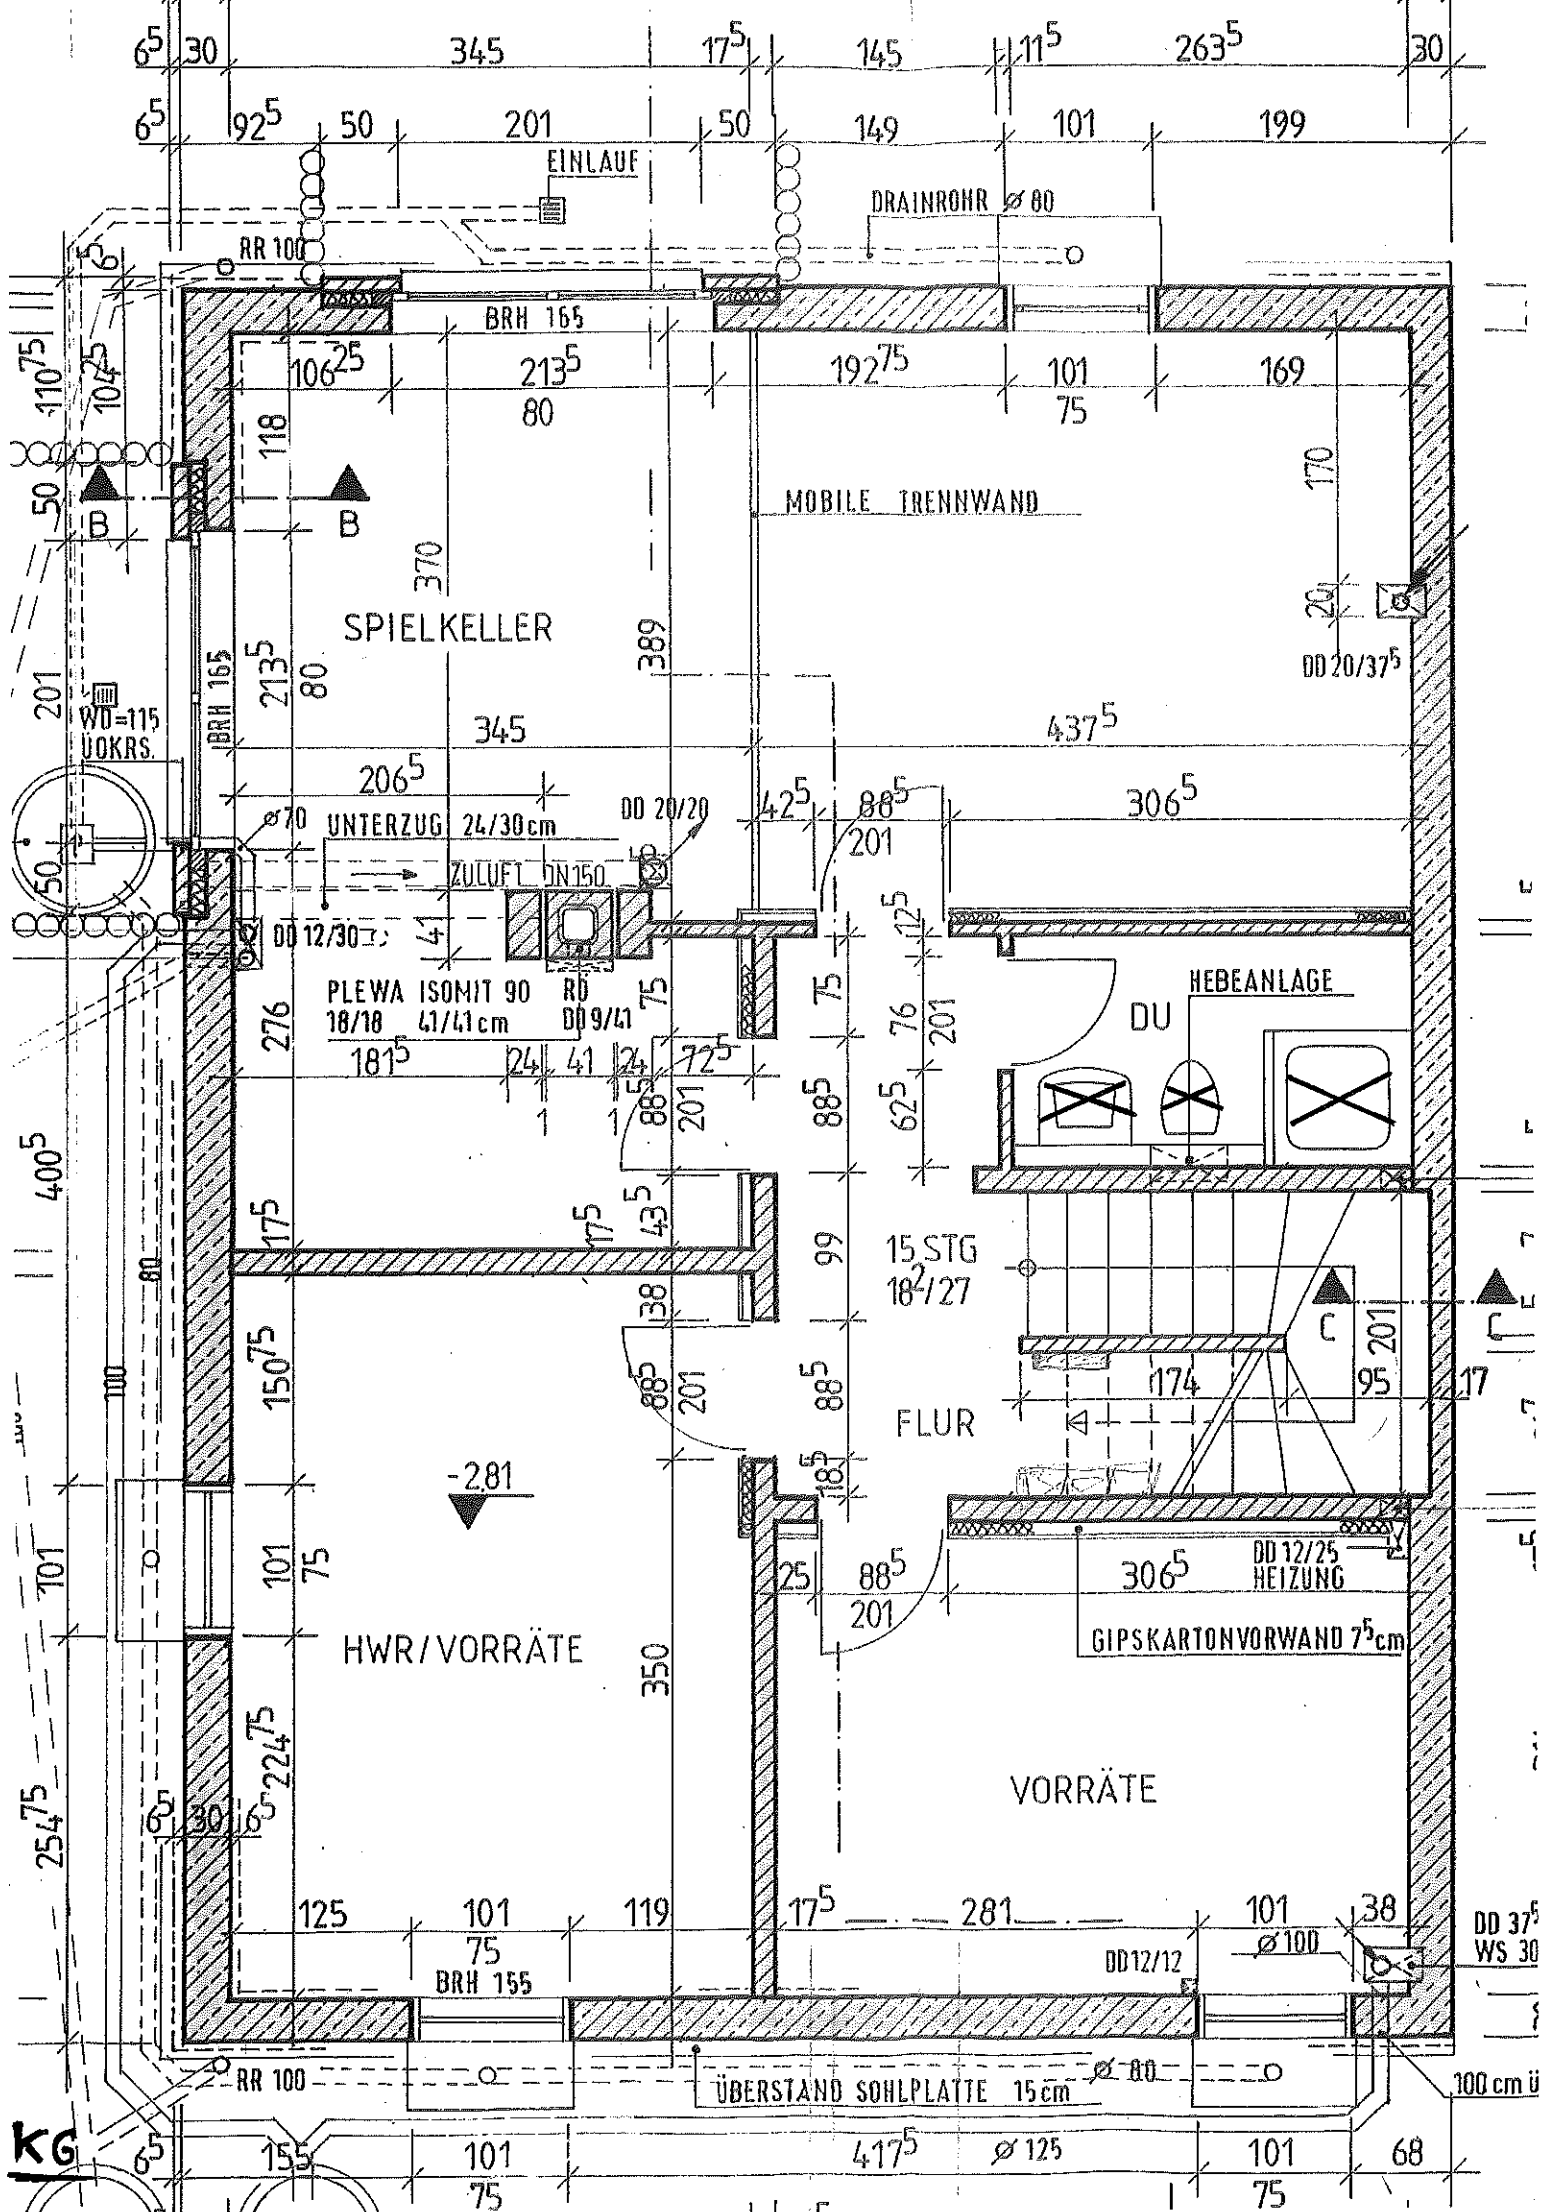 6⁵ 30 345 17⁵ 145 11⁵ 263⁵ 30
6⁵ 92⁵ 50 201 50 149 101 199
EINLAUF
DRAINROHR ⌀ 80
RR 100
6⁵
BRH 165
110⁷⁵ 104²⁵
106²⁵ 213⁵ 192⁷⁵ 101 169
80 75
118
170
50
B B
MOBILE TRENNWAND
370
SPIELKELLER
389
20
DD 20/37⁵
201
213⁵
80
BRH 165
WD=115
ÜOKRS.
345 437⁵
206⁵
42⁵ 88⁵ 306⁵
201
⌀70
UNTERZUG 24/30cm
DD 20/20
ZULUFT DN150
50
DD 12/30
41
12⁵
PLEWA ISOMIT 90 RD
18/18 41/41cm DD 9/41
75 75 76
201
HEBEANLAGE
DU
276
181⁵ 24 41 24 72⁵
1 1
88⁵
201
88⁵
62⁵
400⁵
17⁵ 17⁵
43⁵
99
15 STG
18²/27
80
38
C C
201
150⁷⁵
100
88⁵
201
88⁵
174 95 17
FLUR
18⁵
-2,81
101
101
75
25 88⁵ 306⁵
201
DD 12/25
HEIZUNG
HWR/VORRÄTE
GIPSKARTONVORWAND 7⁵cm
350
224⁷⁵
VORRÄTE
254⁷⁵
6⁵ 30 6⁵
125 101 119 17⁵ 281 101 38
75
BRH 155
⌀ 100
DD 12/12
DD 37⁵
WS 30
RR 100
⌀ 80
ÜBERSTAND SOHLPLATTE 15cm
100 cm Ü
KG
6⁵ 155 101 417⁵ ⌀ 125 101 68
75 75